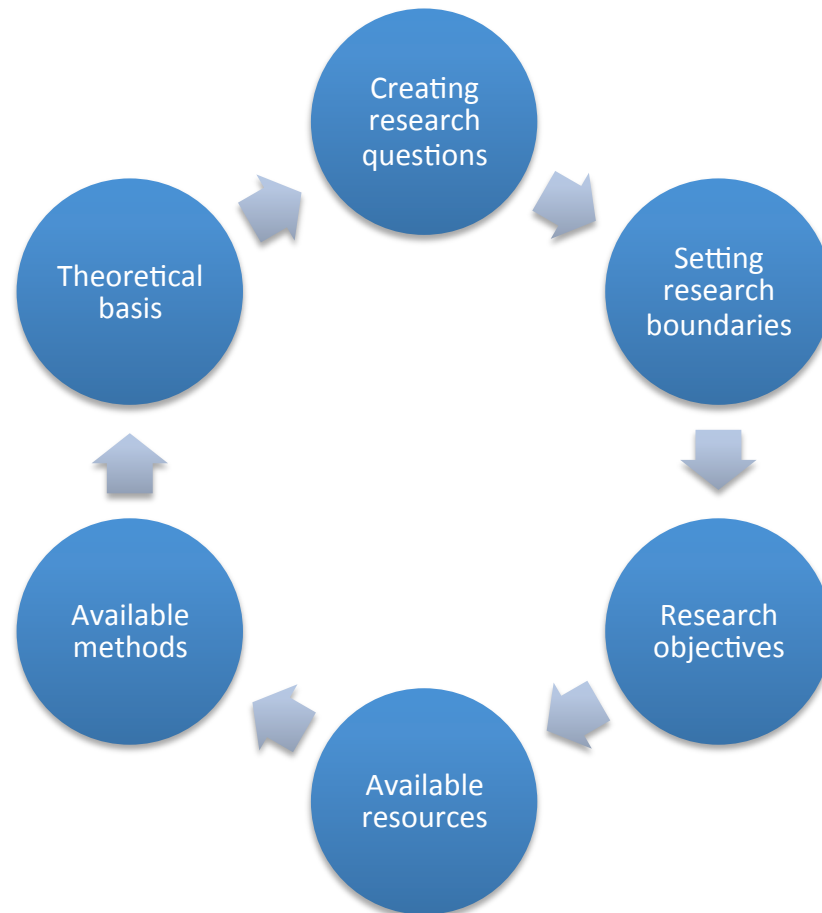 Creating
research
questions
Setting
research
boundaries
Research
objectives
Available
resources
Available
methods
Theoretical
basis